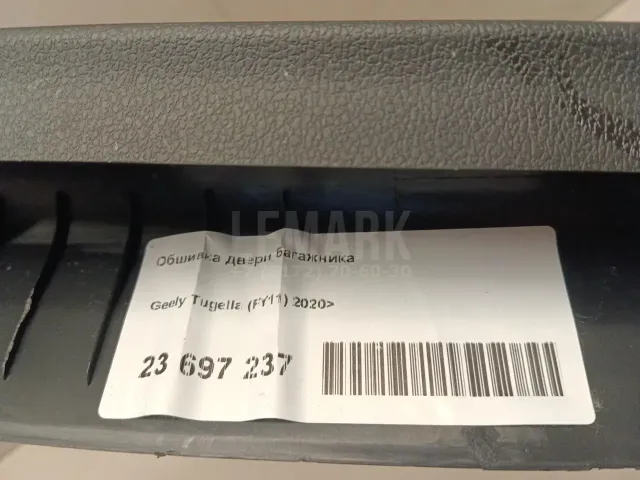 LEMARK
Обшивка двери багажника
Geely Tugella (FY11) 2020>
23 697 237